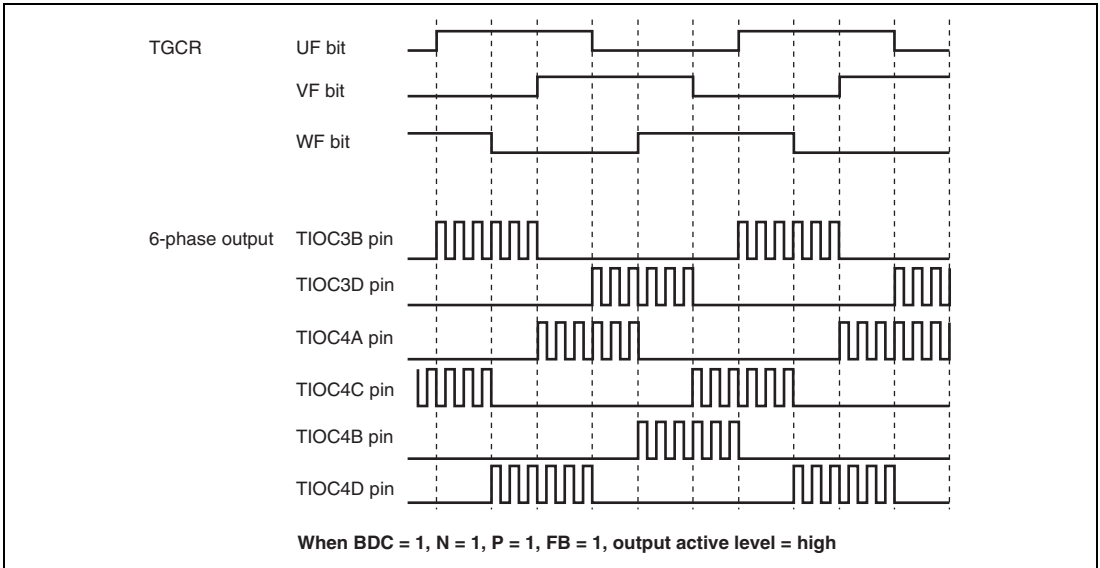 TGCR UF bit
VF bit
WF bit
6-phase output TIOC3B pin
TIOC3D pin
TIOC4A pin
TIOC4C pin
TIOC4B pin
TIOC4D pin
When BDC = 1, N = 1, P = 1, FB = 1, output active level = high